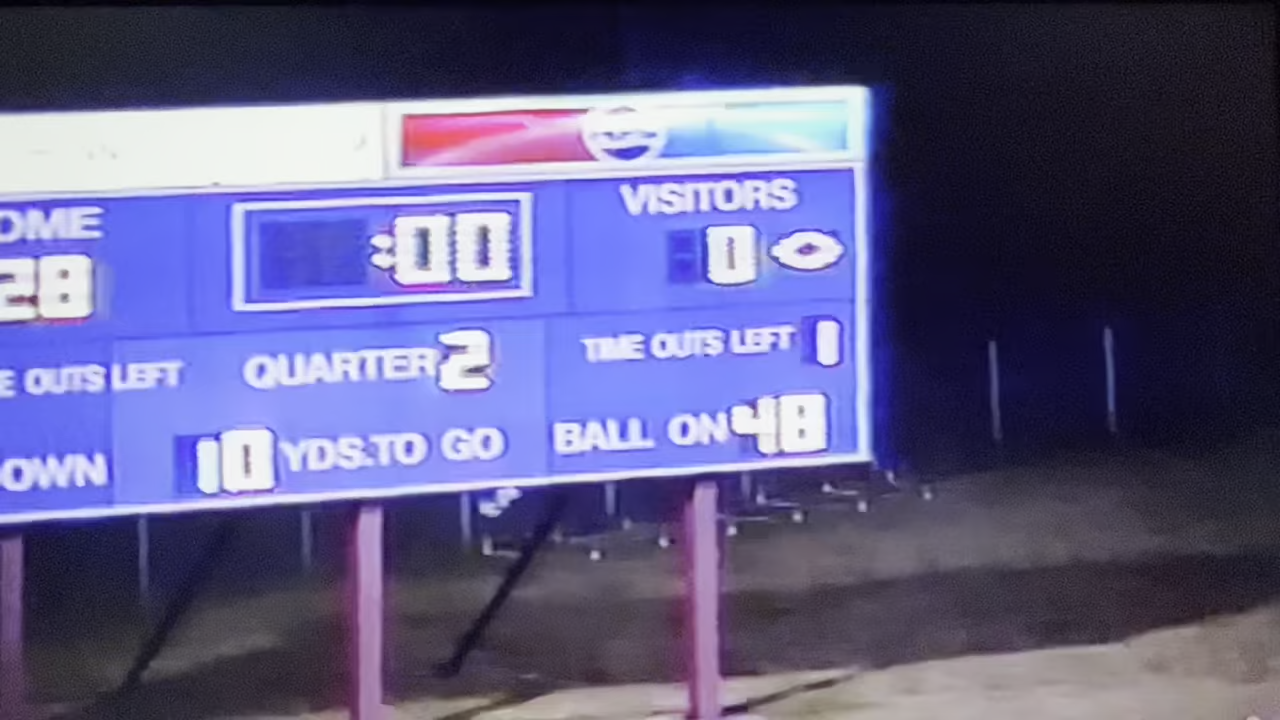 OME
VISITORS
28
:00
0
E OUTS LEFT
QUARTER 2
TIME OUTS LEFT 1
OWN
10 YDS.TO GO
BALL ON 48